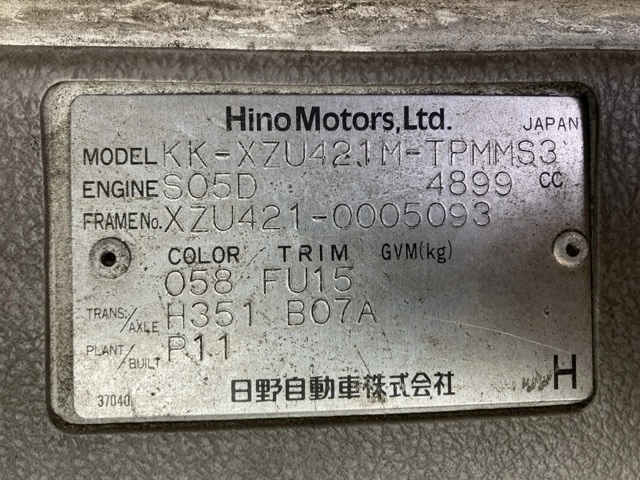 Hino Motors, Ltd. JAPAN
MODEL KK-XZU421M-TPMMS3
ENGINE S05D 4899 CC
FRAME No. XZU421-0005093
COLOR / TRIM GVM(kg)
058 FU15
TRANS./AXLE H351 B07A
PLANT/BUILT P11
日野自動車株式会社 H
37040